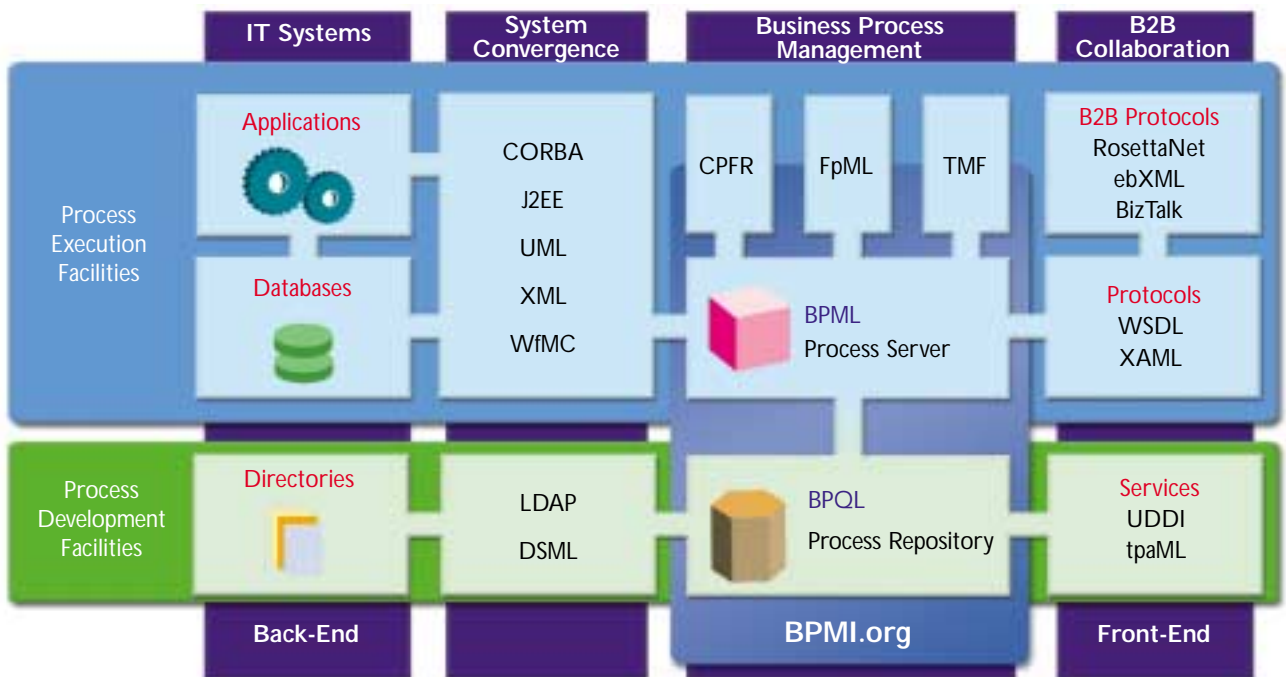 IT Systems
System
Convergence
Business Process
Management
B2B
Collaboration
Process
Execution
Facilities
Applications
Databases
CORBA
J2EE
UML
XML
WfMC
CPFR
FpML
TMF
BPML
Process Server
B2B Protocols
RosettaNet
ebXML
BizTalk
Protocols
WSDL
XAML
Process
Development
Facilities
Directories
LDAP
DSML
BPQL
Process Repository
Services
UDDI
tpaML
Back-End
BPMI.org
Front-End